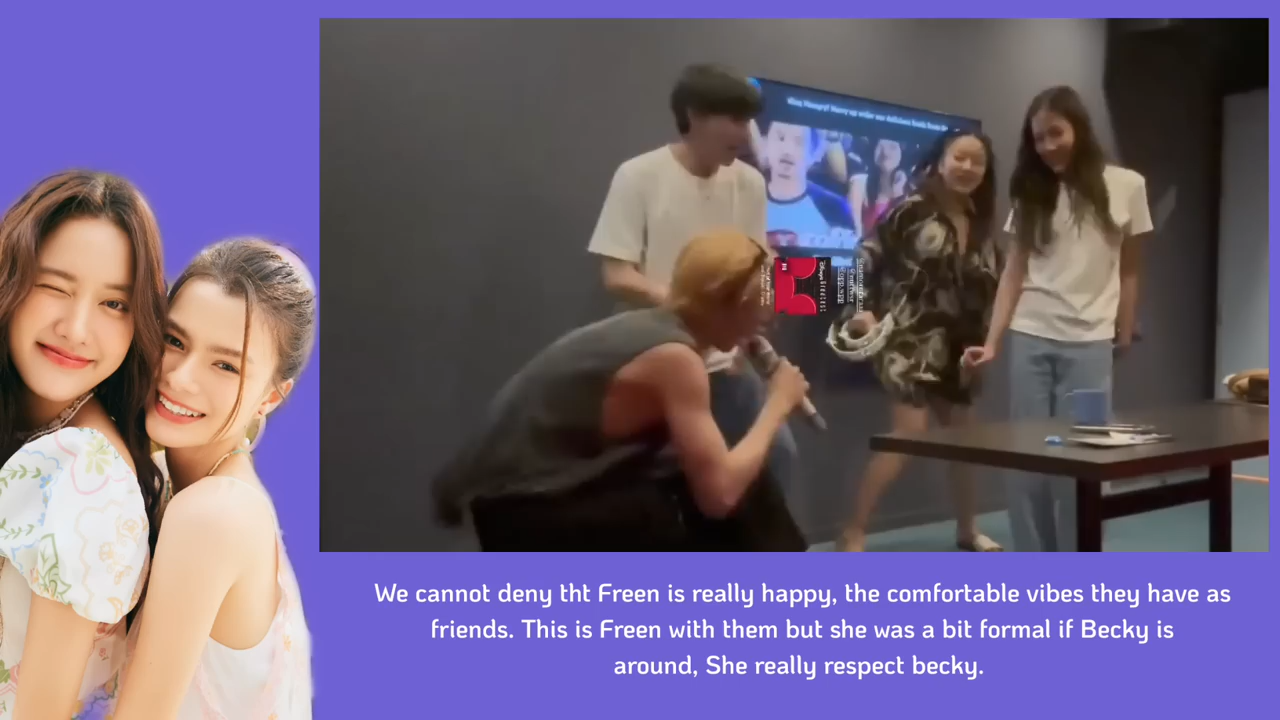 We cannot deny tht Freen is really happy, the comfortable vibes they have as
friends. This is Freen with them but she was a bit formal if Becky is
around, She really respect becky.